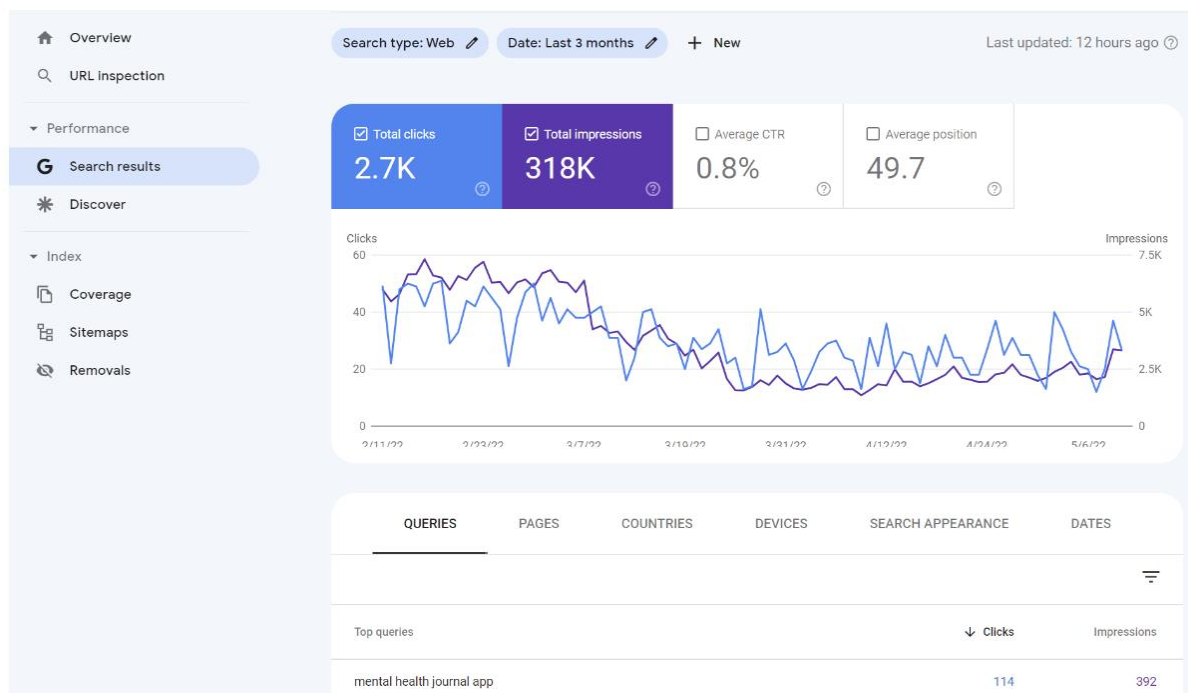 Overview
URL inspection
Performance
Search results
Discover
Index
Coverage
Sitemaps
Removals
Search type: Web
Date: Last 3 months
+ New
Last updated: 12 hours ago
Total clicks
2.7K
Total impressions
318K
Average CTR
0.8%
Average position
49.7
Clicks
Impressions
60
40
20
0
7.5K
5K
2.5K
0
2/11/22 2/23/22 3/7/22 3/19/22 3/31/22 4/12/22 4/24/22 5/6/22
QUERIES PAGES COUNTRIES DEVICES SEARCH APPEARANCE DATES
Top queries Clicks Impressions
mental health journal app 114 392